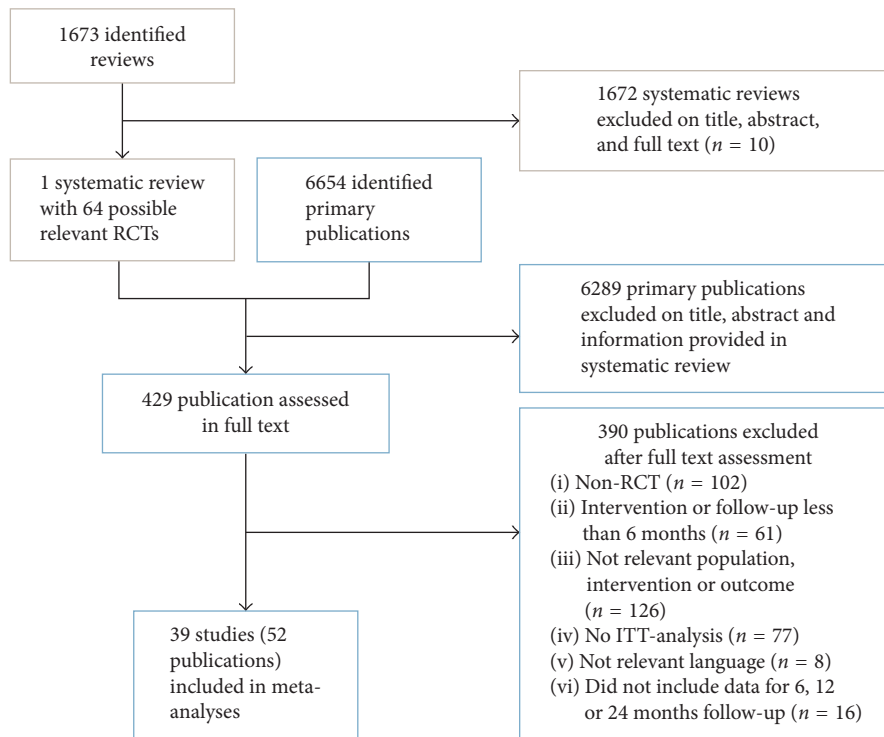 1673 identified
reviews
1672 systematic reviews
excluded on title, abstract,
and full text (n = 10)
1 systematic review
with 64 possible
relevant RCTs
6654 identified
primary
publications
6289 primary publications
excluded on title, abstract and
information provided in
systematic review
429 publication assessed
in full text
390 publications excluded
after full text assessment
(i) Non-RCT (n = 102)
(ii) Intervention or follow-up less
than 6 months (n = 61)
(iii) Not relevant population,
intervention or outcome
(n = 126)
(iv) No ITT-analysis (n = 77)
(v) Not relevant language (n = 8)
(vi) Did not include data for 6, 12
or 24 months follow-up (n = 16)
39 studies (52
publications)
included in meta-
analyses